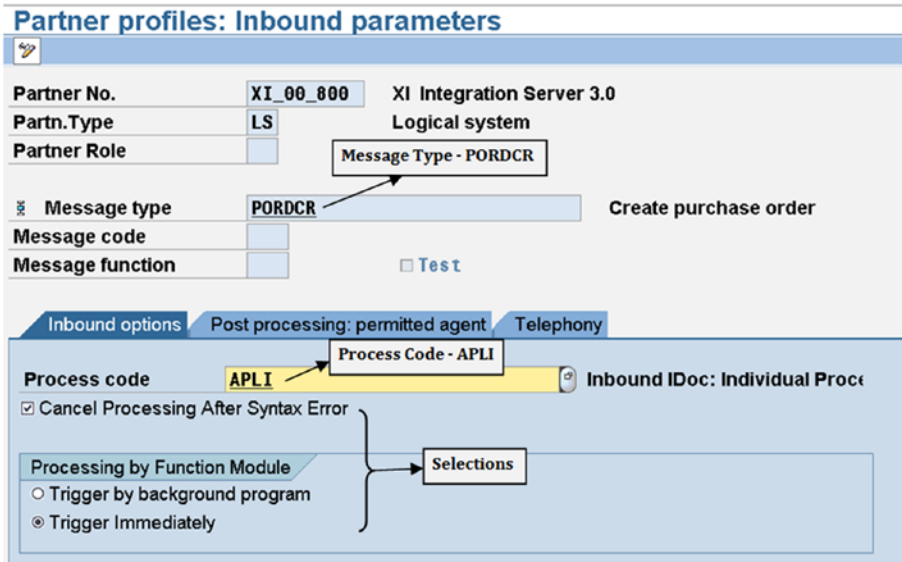 Partner profiles: Inbound parameters
Partner No. XI_00_800 XI Integration Server 3.0
Partn.Type LS Logical system
Partner Role
Message Type - PORDCR
Message type PORDCR Create purchase order
Message code
Message function Test
Inbound options Post processing: permitted agent Telephony
Process Code - APLI
Process code APLI Inbound IDoc: Individual Proce
Cancel Processing After Syntax Error
Selections
Processing by Function Module
Trigger by background program
Trigger Immediately